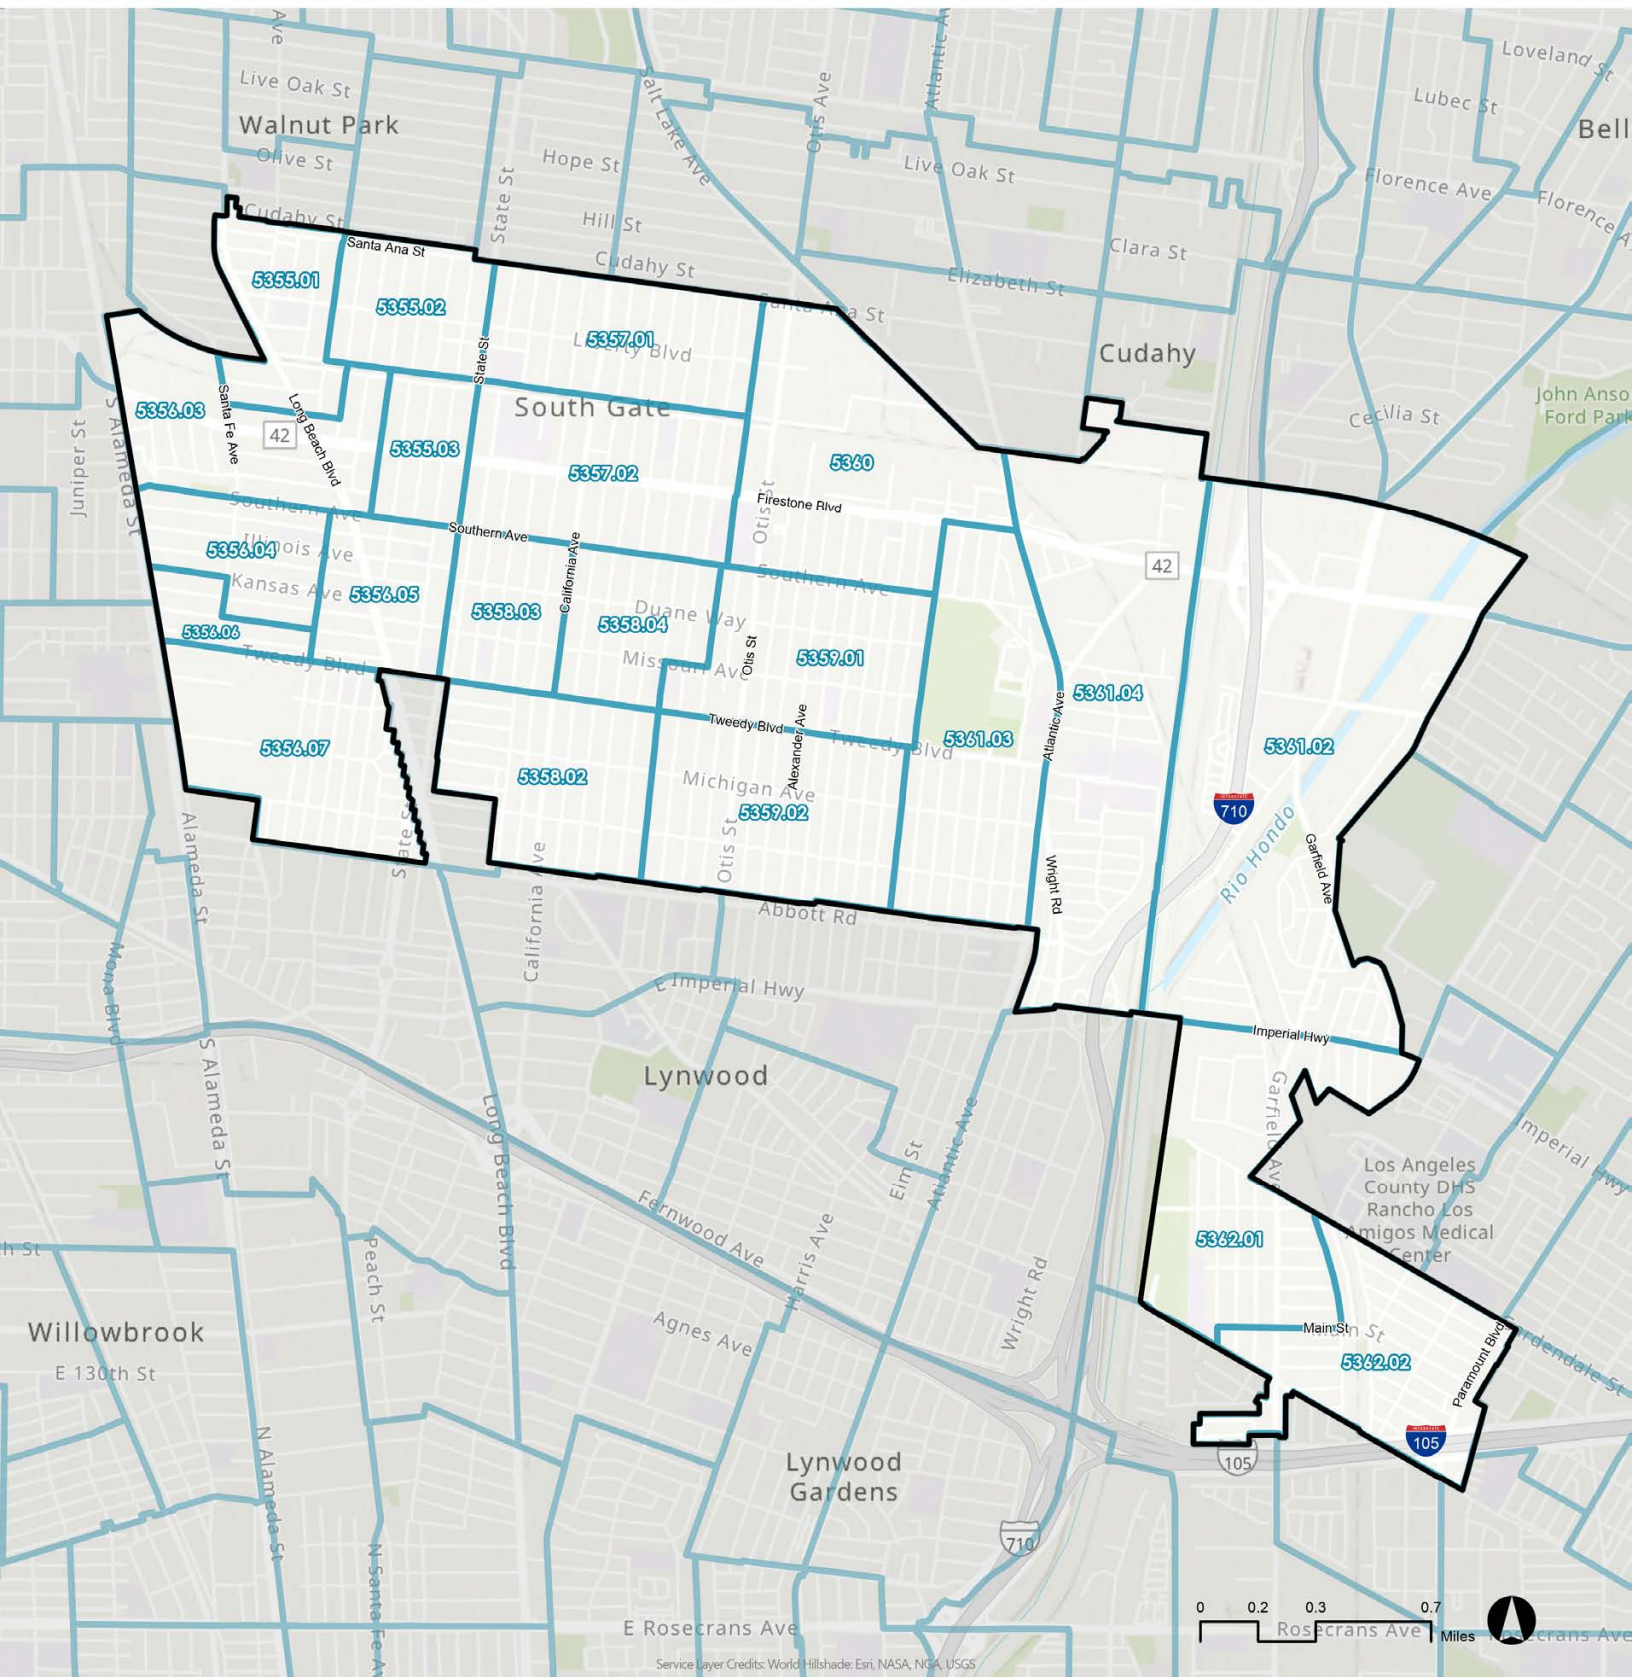 Ave
Loveland St
Live Oak St
Salt Lake Ave
Otis Ave
Atlantic Av
Lubec St
Walnut Park
Bell
Olive St
Hope St
Live Oak St
Florence Ave
Florence A
State St
Cudahy St
Hill St
Santa Ana St
Clara St
Cudahy St
Elizabeth St
5355.01
5355.02
Santa Ana St
5357.01
Liberty Blvd
State St
Cudahy
John Anso
Ford Park
5356.03
Santa Fe Ave
Long Beach Blvd
South Gate
Cecilia St
S Alameda St
Juniper St
42
5355.03
5357.02
5360
Otis St
Firestone Blvd
Southern Ave
Southern Ave
California Ave
42
5356.04
Illinois Ave
Kansas Ave
5356.05
5358.03
Duane Way
5358.04
Southern Ave
5356.06
Tweedy Blvd
Missouri Ave
Otis St
5359.01
5361.04
Atlantic Ave
5356.07
Tweedy Blvd
Alexander Ave
Tweedy Blvd
5361.03
5361.02
5358.02
Michigan Ave
5359.02
710
Rio Hondo
Garfield Ave
Alameda St
State S
California Ave
Otis St
Wright Rd
Abbott Rd
Mona Blvd
E Imperial Hwy
Imperial Hwy
S Alameda St
Lynwood
Garfield Ave
Long Beach Blvd
Elm St
Atlantic Ave
Imperial Hwy
Los Angeles
County DHS
Rancho Los
Amigos Medical
Center
Fernwood Ave
Harris Ave
5362.01
h St
Peach St
Wright Rd
Willowbrook
Agnes Ave
Main St
Main St
Paramount Blvd
Gardendale St
E 130th St
5362.02
N Alameda St
105
105
Lynwood
Gardens
710
N Santa Fe Av
0 0.2 0.3 0.7
Miles
E Rosecrans Ave
Rosecrans Ave
Rosecrans Ave
Service Layer Credits: World Hillshade: Esri, NASA, NGA, USGS